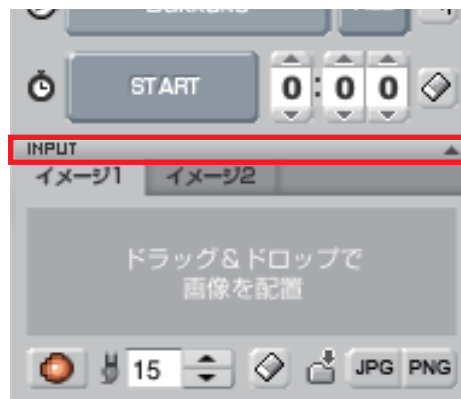 START 0:00
INPUT
イメージ1 イメージ2
ドラッグ&ドロップで
画像を配置
15 JPG PNG